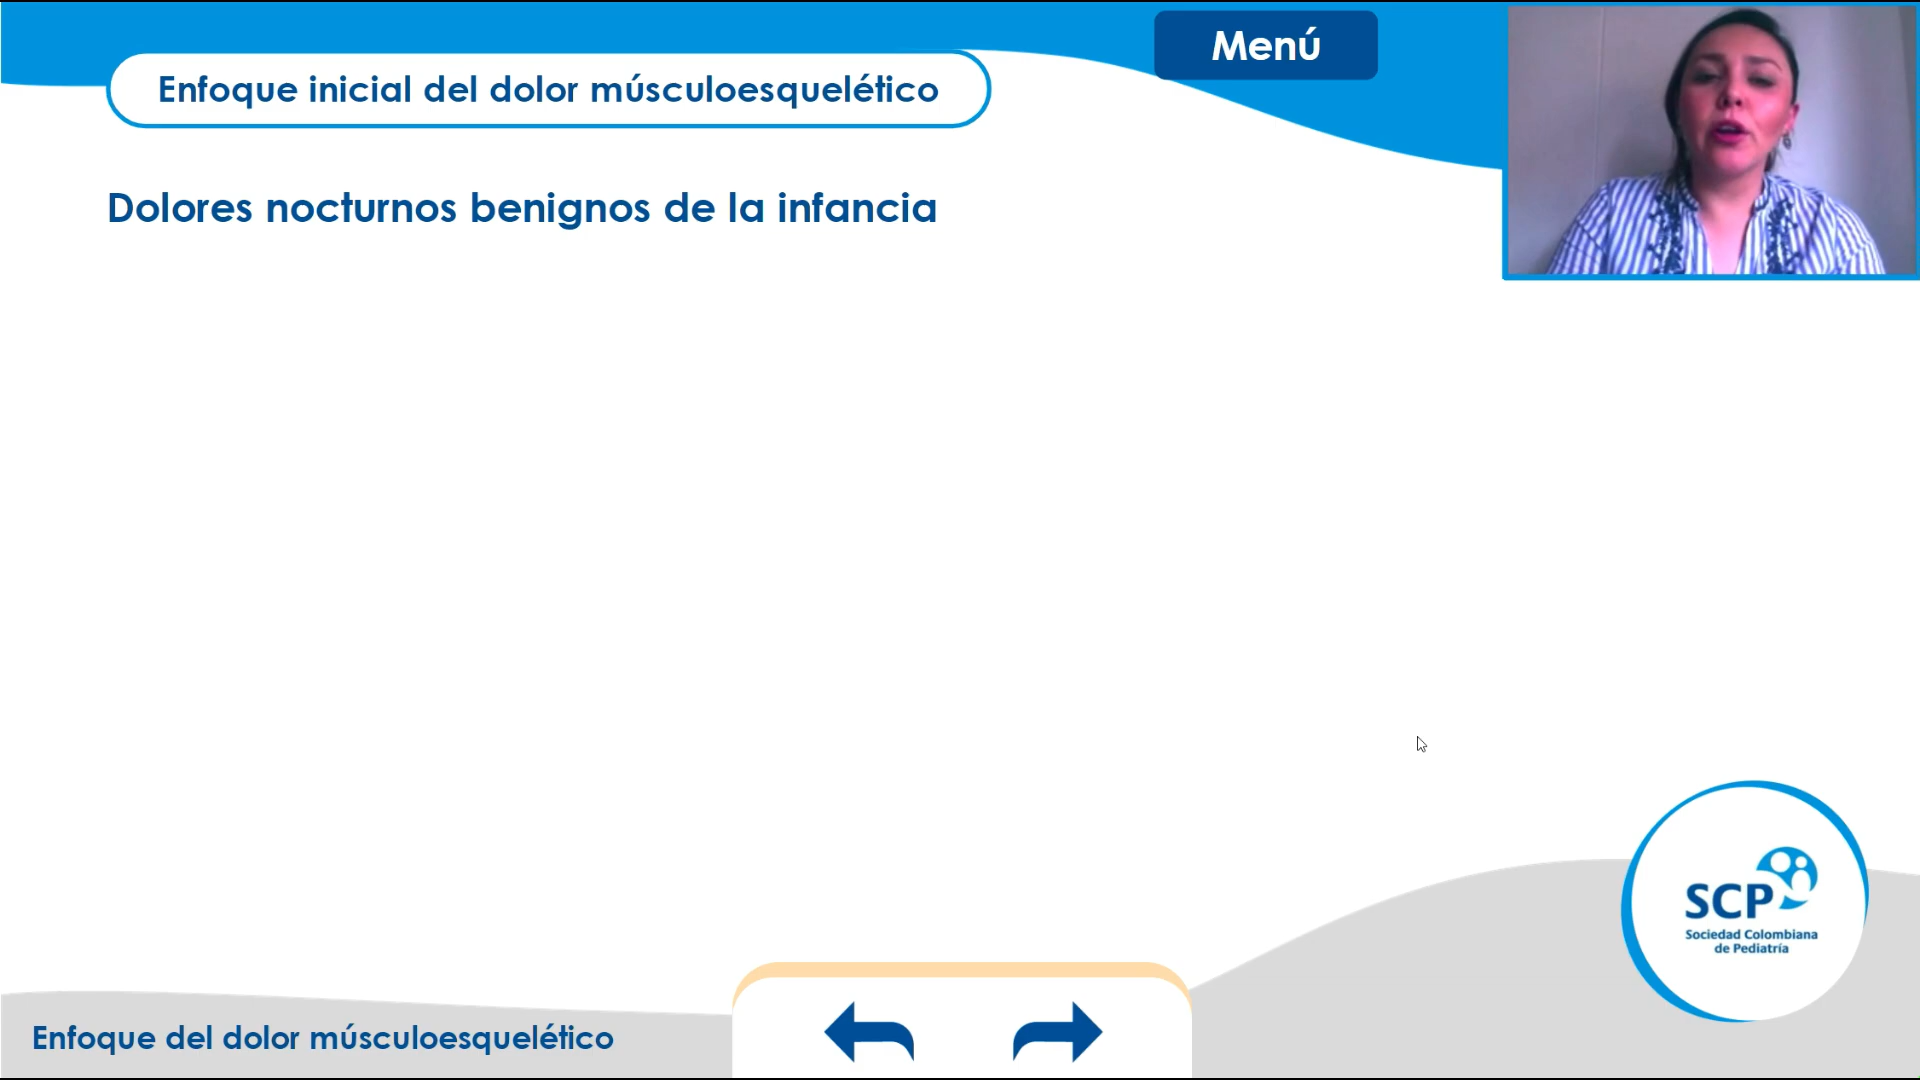 Menú
Enfoque inicial del dolor músculoesquelético
Dolores nocturnos benignos de la infancia
SCP
Sociedad Colombiana
de Pediatría
Enfoque del dolor músculoesquelético